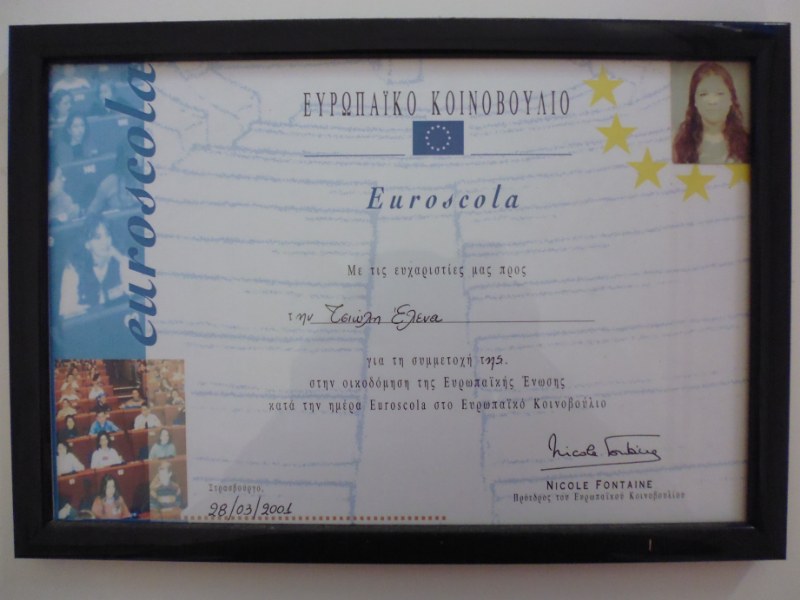 euroscola
ΕΥΡΩΠΑΪΚΟ ΚΟΙΝΟΒΟΥΛΙΟ
Euroscola
Με τις ευχαριστίες μας προς
την Τσιώλη Έλενα
για τη συμμετοχή της.
στην οικοδόμηση της Ευρωπαϊκής Ένωσης
κατά την ημέρα Euroscola στο Ευρωπαϊκό Κοινοβούλιο
Nicole Fontaine
NICOLE FONTAINE
Πρόεδρος του Ευρωπαϊκού Κοινοβουλίου
Στρασβούργο,
28/03/2001